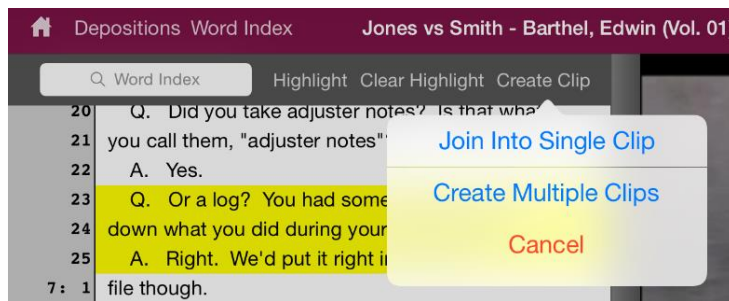 Depositions Word Index Jones vs Smith - Barthel, Edwin (Vol. 01
Word Index Highlight Clear Highlight Create Clip
20 Q. Did you take adjuster notes? Is that what
21 you call them, "adjuster notes"
22 A. Yes.
23 Q. Or a log? You had some
24 down what you did during your
25 A. Right. We'd put it right in
7: 1 file though.
Join Into Single Clip
Create Multiple Clips
Cancel